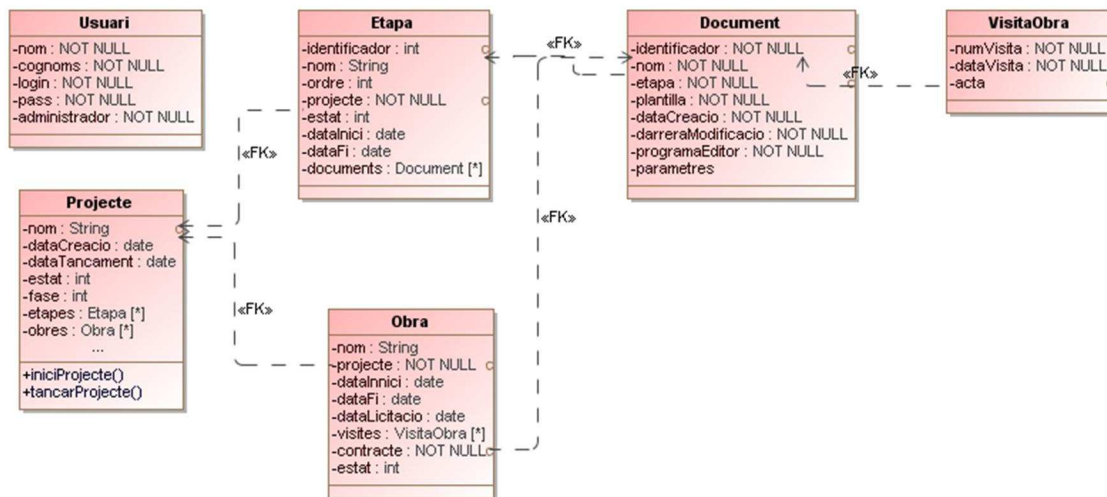 Usuari
-nom : NOT NULL
-cognoms : NOT NULL
-login : NOT NULL
-pass : NOT NULL
-administrador : NOT NULL
Etapa
-identificador : int
-nom : String
-ordre : int
-projecte : NOT NULL
-estat : int
-dataInici : date
-dataFi : date
-documents : Document [*]
«FK»
Document
-identificador : NOT NULL
-nom : NOT NULL
-etapa : NOT NULL
-plantilla : NOT NULL
-dataCreacio : NOT NULL
-darreraModificacio : NOT NULL
-programaEditor : NOT NULL
-parametres
«FK»
VisitaObra
-numVisita : NOT NULL
-dataVisita : NOT NULL
-acta
«FK»
«FK»
Projecte
-nom : String
-dataCreacio : date
-dataTancament : date
-estat : int
-fase : int
-etapes : Etapa [*]
-obres : Obra [*]
...
+iniciProjecte()
+tancarProjecte()
«FK»
Obra
-nom : String
-projecte : NOT NULL
-dataInnici : date
-dataFi : date
-dataLicitacio : date
-visites : VisitaObra [*]
-contracte : NOT NULL
-estat : int